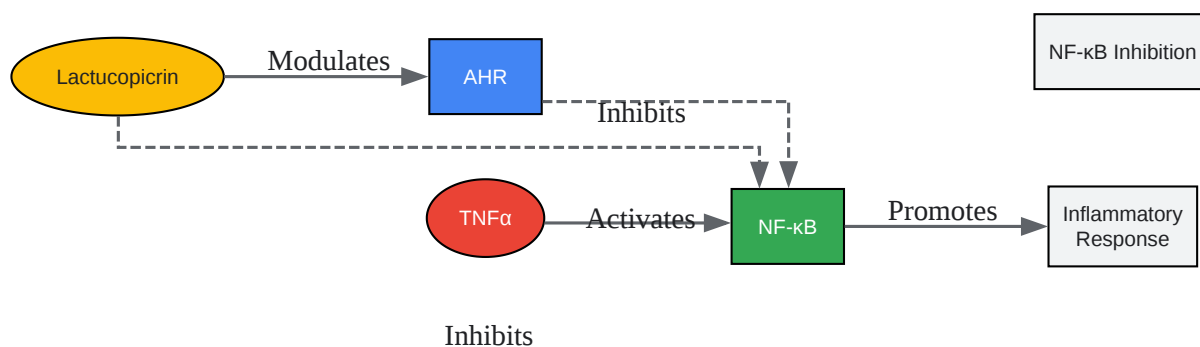 Lactucopicrin
Modulates
AHR
NF-κB Inhibition
Inhibits
TNFα
Activates
NF-κB
Promotes
Inflammatory
Response
Inhibits